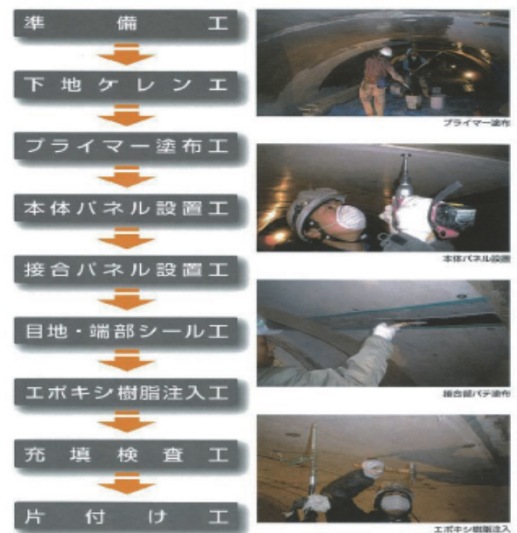 準備工
下地ケレン工
プライマー塗布工
本体パネル設置工
接合パネル設置工
目地・端部シール工
エポキシ樹脂注入工
充填検査工
片付け工
プライマー塗布
本体パネル設置
接合部パテ塗布
エポキシ樹脂注入